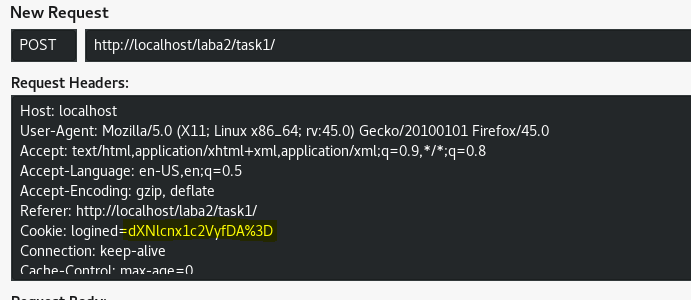 New Request
POST http://localhost/laba2/task1/
Request Headers:
Host: localhost
User-Agent: Mozilla/5.0 (X11; Linux x86_64; rv:45.0) Gecko/20100101 Firefox/45.0
Accept: text/html,application/xhtml+xml,application/xml;q=0.9,*/*;q=0.8
Accept-Language: en-US,en;q=0.5
Accept-Encoding: gzip, deflate
Referer: http://localhost/laba2/task1/
Cookie: logined=dXNlcnx1c2VyfDA%3D
Connection: keep-alive
Cache-Control: max-age=0
Request Body: